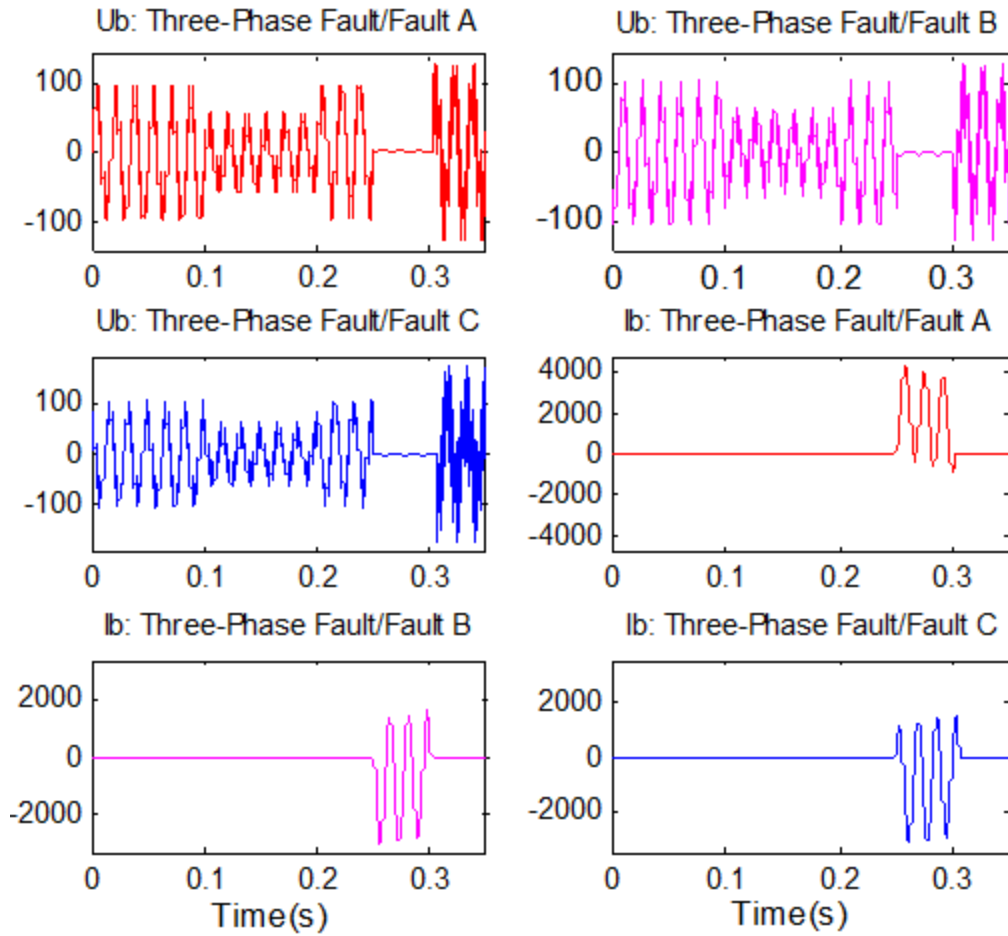 Ub: Three-Phase Fault/Fault A
100
0
-100
0 0.1 0.2 0.3
Ub: Three-Phase Fault/Fault B
100
0
-100
0 0.1 0.2 0.3
Ub: Three-Phase Fault/Fault C
100
0
-100
0 0.1 0.2 0.3
Ib: Three-Phase Fault/Fault A
4000
2000
0
-2000
-4000
0 0.1 0.2 0.3
Ib: Three-Phase Fault/Fault B
2000
0
-2000
0 0.1 0.2 0.3
Time(s)
Ib: Three-Phase Fault/Fault C
2000
0
-2000
0 0.1 0.2 0.3
Time(s)